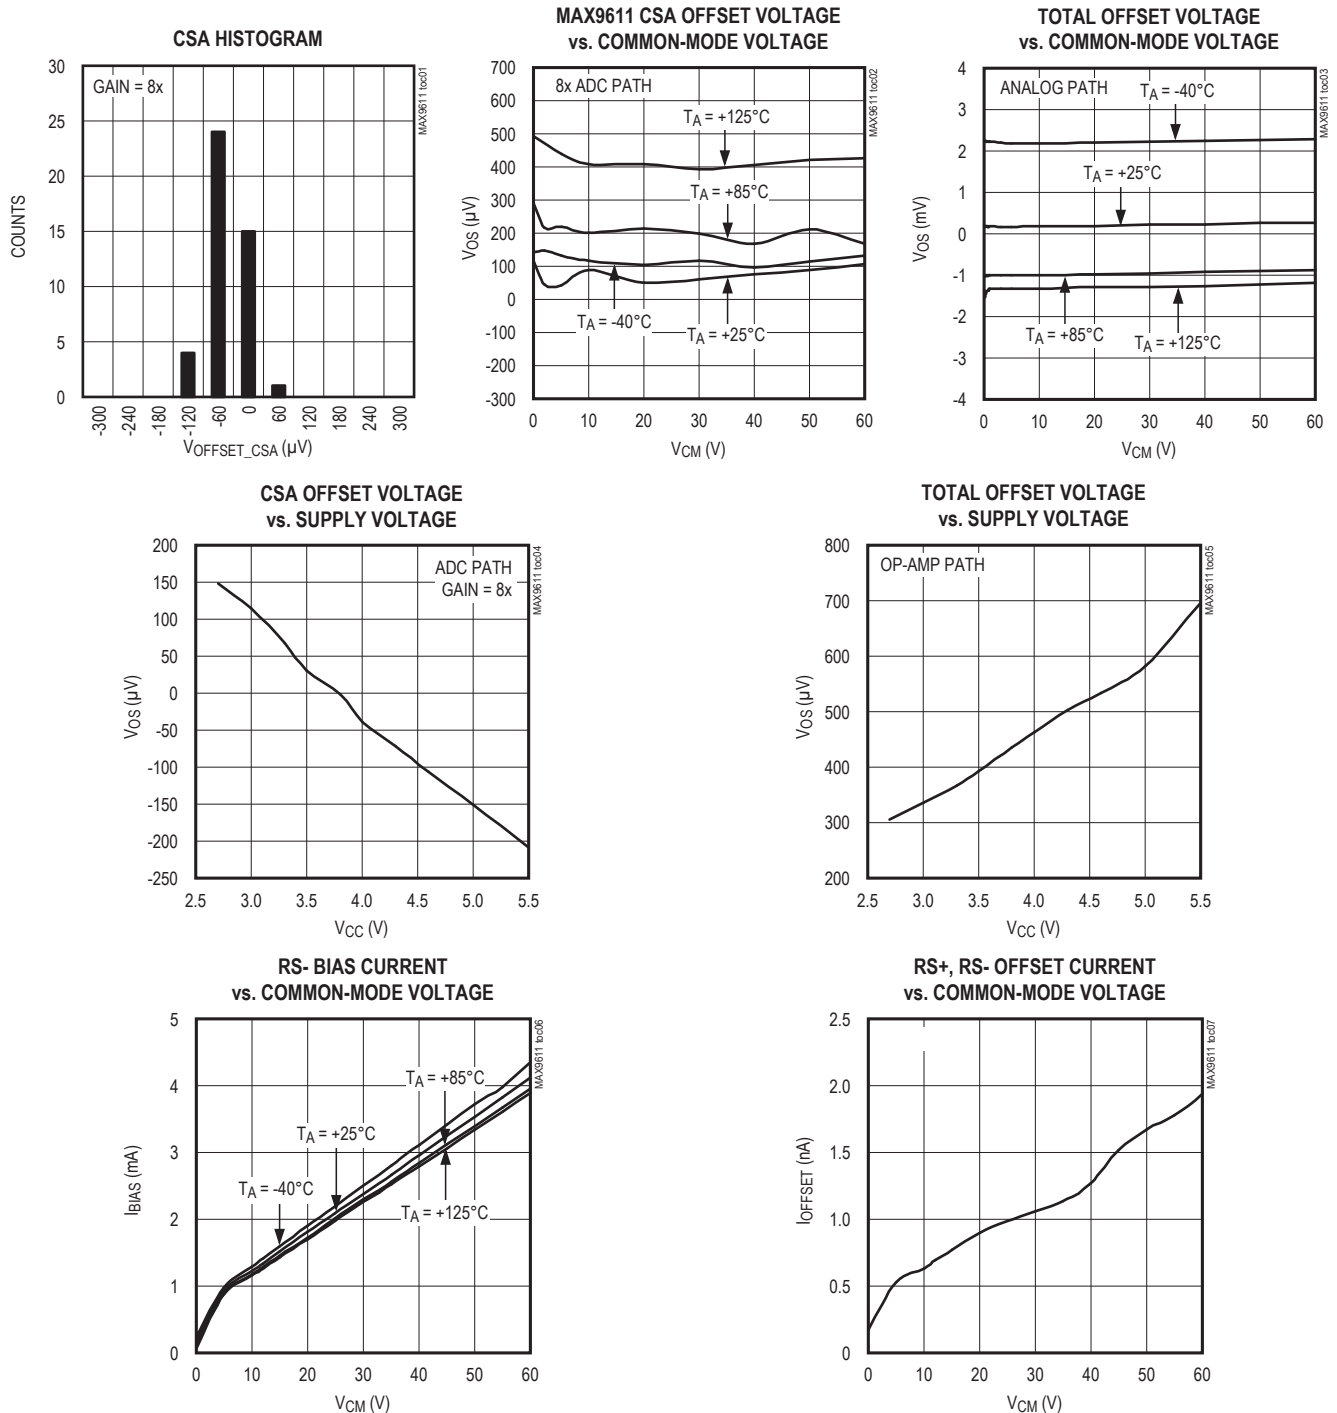 CSA HISTOGRAM
30
25
20
15
10
5
0
COUNTS
GAIN = 8x
MAX9611 toc01
-300
-240
-180
-120
-60
0
60
120
180
240
300
VOFFSET_CSA (µV)
MAX9611 CSA OFFSET VOLTAGE
vs. COMMON-MODE VOLTAGE
700
600
500
400
300
200
100
0
-100
-200
-300
VOS (µV)
8x ADC PATH
TA = +125°C
TA = +85°C
TA = -40°C
TA = +25°C
MAX9611 toc02
0 10 20 30 40 50 60
VCM (V)
TOTAL OFFSET VOLTAGE
vs. COMMON-MODE VOLTAGE
4
3
2
1
0
-1
-2
-3
-4
VOS (mV)
ANALOG PATH
TA = -40°C
TA = +25°C
TA = +85°C
TA = +125°C
MAX9611 toc03
0 10 20 30 40 50 60
VCM (V)
CSA OFFSET VOLTAGE
vs. SUPPLY VOLTAGE
200
150
100
50
0
-50
-100
-150
-200
-250
VOS (µV)
ADC PATH
GAIN = 8x
MAX9611 toc04
2.5 3.0 3.5 4.0 4.5 5.0 5.5
VCC (V)
TOTAL OFFSET VOLTAGE
vs. SUPPLY VOLTAGE
800
700
600
500
400
300
200
VOS (µV)
OP-AMP PATH
MAX9611 toc05
2.5 3.0 3.5 4.0 4.5 5.0 5.5
VCC (V)
RS- BIAS CURRENT
vs. COMMON-MODE VOLTAGE
5
4
3
2
1
0
IBIAS (mA)
TA = +85°C
TA = +25°C
TA = -40°C
TA = +125°C
MAX9611 toc06
0 10 20 30 40 50 60
VCM (V)
RS+, RS- OFFSET CURRENT
vs. COMMON-MODE VOLTAGE
2.5
2.0
1.5
1.0
0.5
0
IOFFSET (nA)
MAX9611 toc07
0 10 20 30 40 50 60
VCM (V)